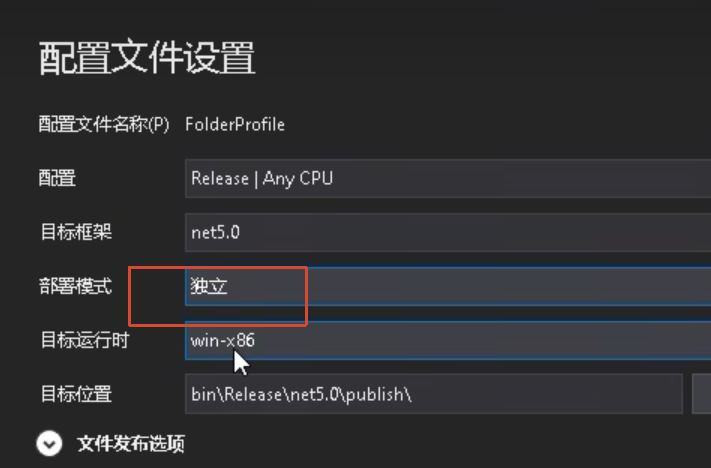 配置文件设置
配置文件名称(P) FolderProfile
配置 Release | Any CPU
目标框架 net5.0
部署模式 独立
目标运行时 win-x86
目标位置 bin\Release\net5.0\publish\
文件发布选项